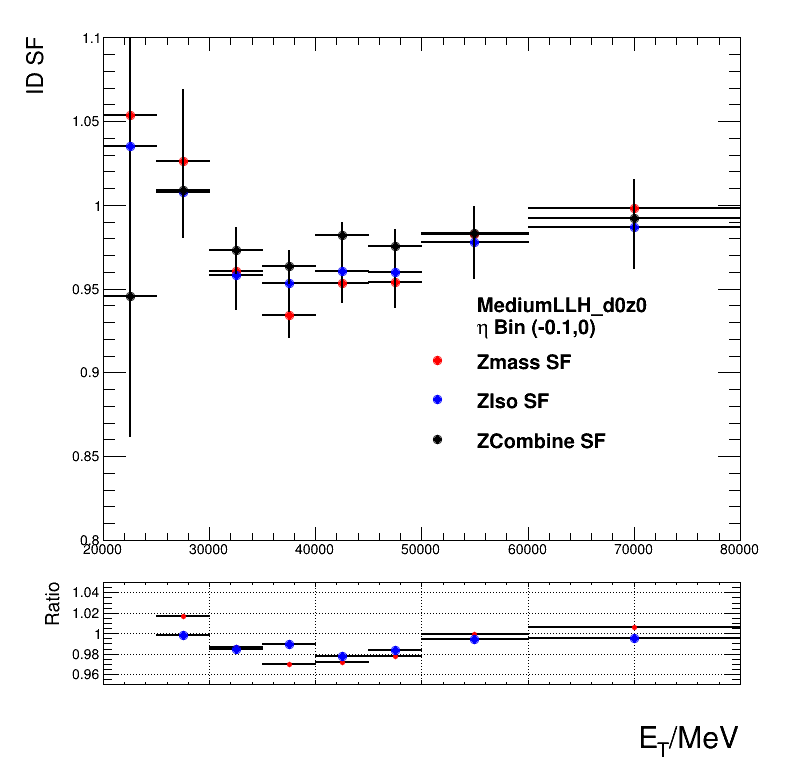 ID SF
1.1
1.05
1
0.95
0.9
0.85
0.8
MediumLLH_d0z0
η Bin (-0.1,0)
Zmass SF
ZIso SF
ZCombine SF
20000 30000 40000 50000 60000 70000 80000
Ratio
1.04
1.02
1
0.98
0.96
E_T/MeV